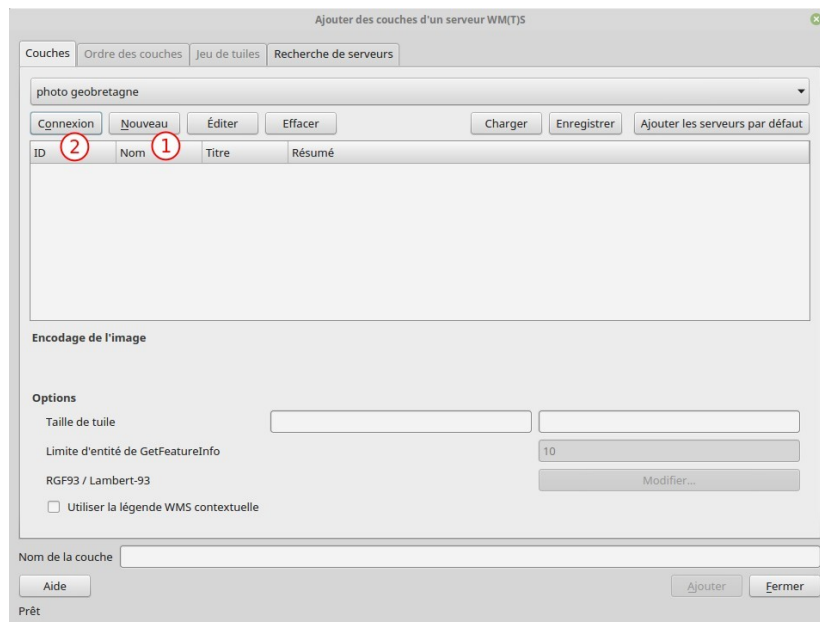 Ajouter des couches d'un serveur WM(T)S
Couches Ordre des couches Jeu de tuiles Recherche de serveurs
photo geobretagne
Connexion Nouveau Éditer Effacer Charger Enregistrer Ajouter les serveurs par défaut
2 1
ID Nom Titre Résumé
Encodage de l'image
Options
Taille de tuile
Limite d'entité de GetFeatureInfo 10
RGF93 / Lambert-93 Modifier...
Utiliser la légende WMS contextuelle
Nom de la couche
Aide Ajouter Fermer
Prêt